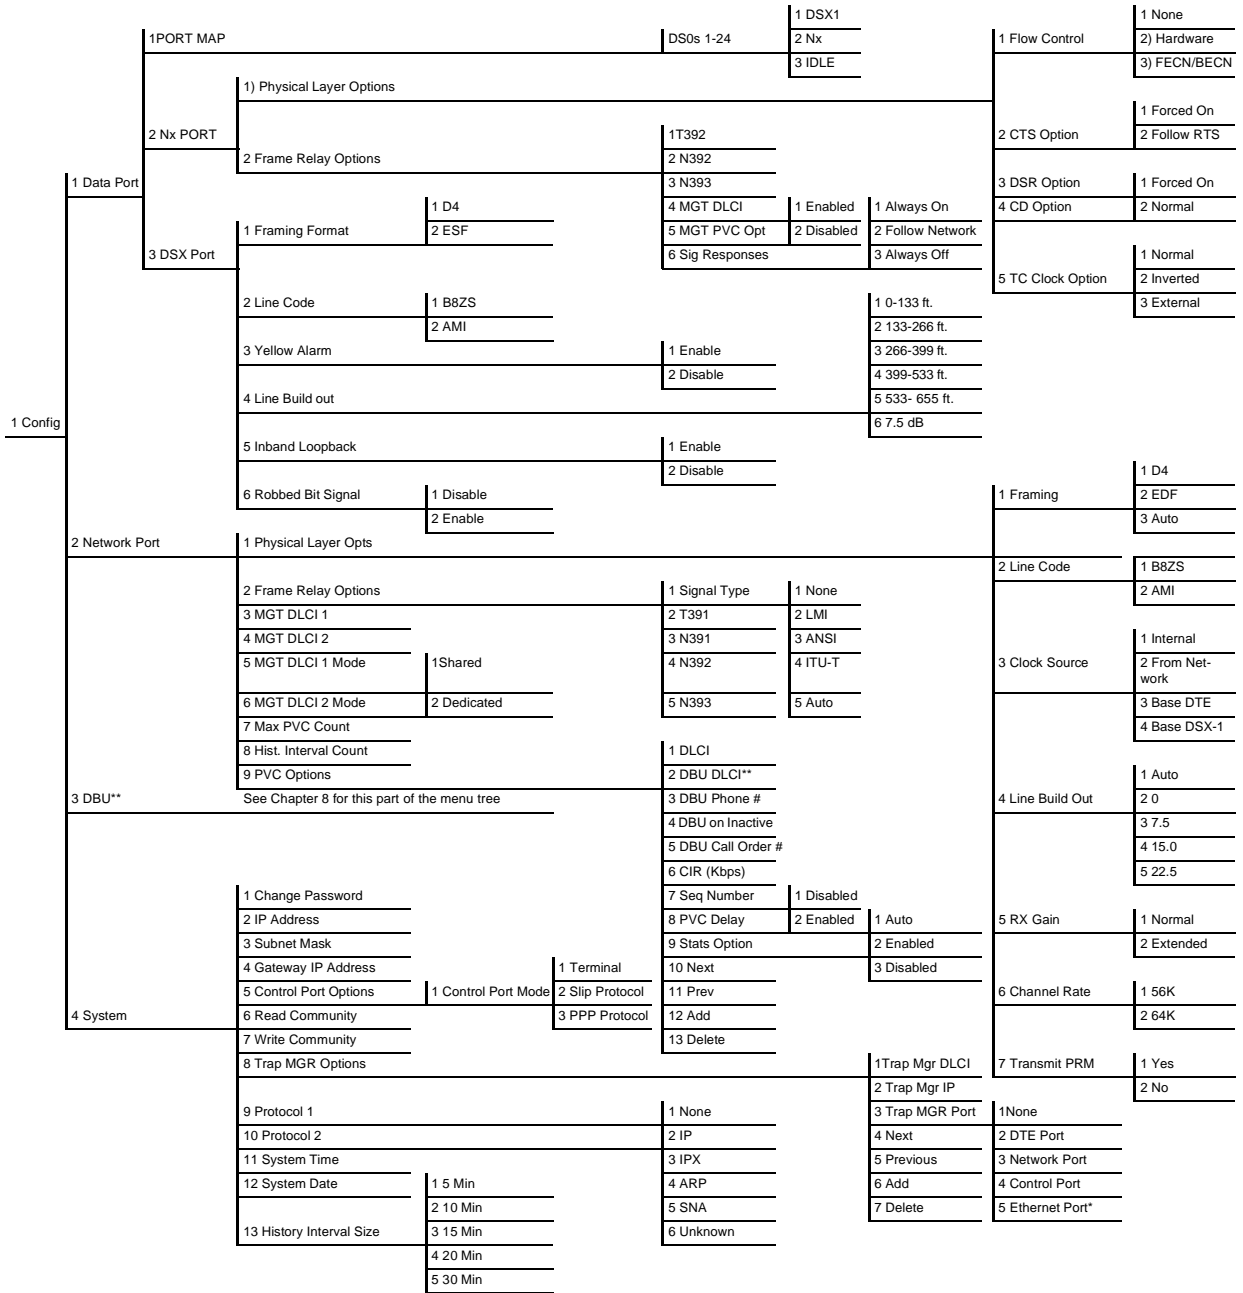 1 DSX1
1 None
1PORT MAP
DS0s 1-24
2 Nx
1 Flow Control
2) Hardware
3 IDLE
3) FECN/BECN
1) Physical Layer Options
1 Forced On
2 Nx PORT
1T392
2 CTS Option
2 Follow RTS
2 Frame Relay Options
2 N392
1 Data Port
3 N393
3 DSR Option
1 Forced On
1 D4
4 MGT DLCI
1 Enabled
1 Always On
4 CD Option
2 Normal
1 Framing Format
2 ESF
5 MGT PVC Opt
2 Disabled
2 Follow Network
3 DSX Port
6 Sig Responses
3 Always Off
1 Normal
5 TC Clock Option
2 Inverted
2 Line Code
1 B8ZS
1 0-133 ft.
3 External
2 AMI
2 133-266 ft.
3 Yellow Alarm
1 Enable
3 266-399 ft.
2 Disable
4 399-533 ft.
4 Line Build out
5 533- 655 ft.
1 Config
6 7.5 dB
5 Inband Loopback
1 Enable
2 Disable
1 D4
6 Robbed Bit Signal
1 Disable
1 Framing
2 EDF
2 Enable
3 Auto
2 Network Port
1 Physical Layer Opts
2 Line Code
1 B8ZS
2 Frame Relay Options
1 Signal Type
1 None
2 AMI
3 MGT DLCI 1
2 T391
2 LMI
4 MGT DLCI 2
3 N391
3 ANSI
1 Internal
5 MGT DLCI 1 Mode
1Shared
4 N392
4 ITU-T
3 Clock Source
2 From Net-
work
6 MGT DLCI 2 Mode
2 Dedicated
5 N393
5 Auto
3 Base DTE
7 Max PVC Count
4 Base DSX-1
8 Hist. Interval Count
1 DLCI
9 PVC Options
2 DBU DLCI**
1 Auto
3 DBU**
See Chapter 8 for this part of the menu tree
3 DBU Phone #
4 Line Build Out
2 0
4 DBU on Inactive
3 7.5
5 DBU Call Order #
4 15.0
6 CIR (Kbps)
5 22.5
1 Change Password
7 Seq Number
1 Disabled
2 IP Address
8 PVC Delay
2 Enabled
1 Auto
5 RX Gain
1 Normal
3 Subnet Mask
9 Stats Option
2 Enabled
2 Extended
4 Gateway IP Address
1 Terminal
10 Next
3 Disabled
5 Control Port Options
1 Control Port Mode
2 Slip Protocol
11 Prev
6 Channel Rate
1 56K
4 System
6 Read Community
3 PPP Protocol
12 Add
2 64K
7 Write Community
13 Delete
8 Trap MGR Options
1Trap Mgr DLCI
7 Transmit PRM
1 Yes
2 Trap Mgr IP
2 No
9 Protocol 1
1 None
3 Trap MGR Port
1None
10 Protocol 2
2 IP
4 Next
2 DTE Port
11 System Time
3 IPX
5 Previous
3 Network Port
12 System Date
1 5 Min
4 ARP
6 Add
4 Control Port
2 10 Min
5 SNA
7 Delete
5 Ethernet Port*
13 History Interval Size
3 15 Min
6 Unknown
4 20 Min
5 30 Min